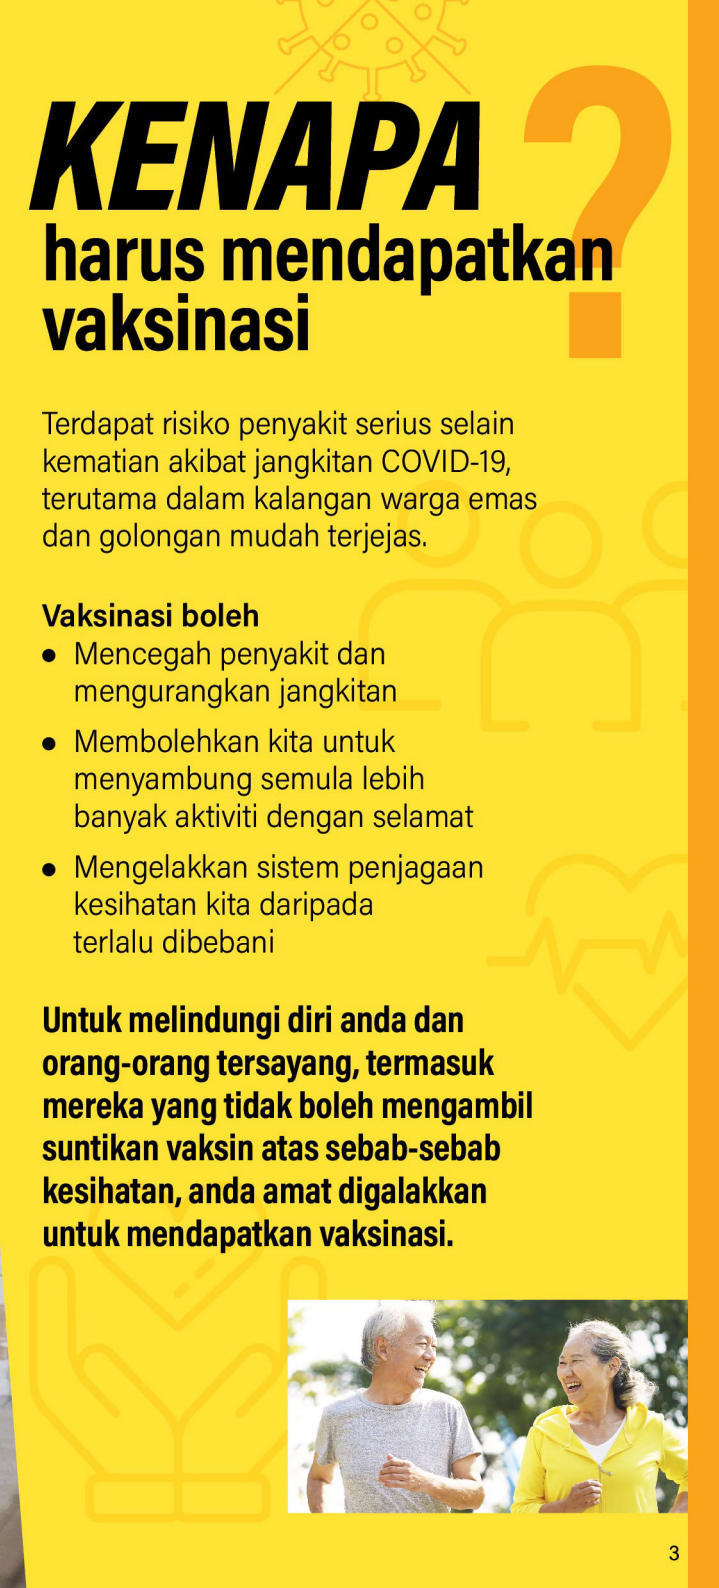 KENAPA ?
harus mendapatkan
vaksinasi
Terdapat risiko penyakit serius selain
kematian akibat jangkitan COVID-19,
terutama dalam kalangan warga emas
dan golongan mudah terjejas.
Vaksinasi boleh
• Mencegah penyakit dan
mengurangkan jangkitan
• Membolehkan kita untuk
menyambung semula lebih
banyak aktiviti dengan selamat
• Mengelakkan sistem penjagaan
kesihatan kita daripada
terlalu dibebani
Untuk melindungi diri anda dan
orang-orang tersayang, termasuk
mereka yang tidak boleh mengambil
suntikan vaksin atas sebab-sebab
kesihatan, anda amat digalakkan
untuk mendapatkan vaksinasi.
3